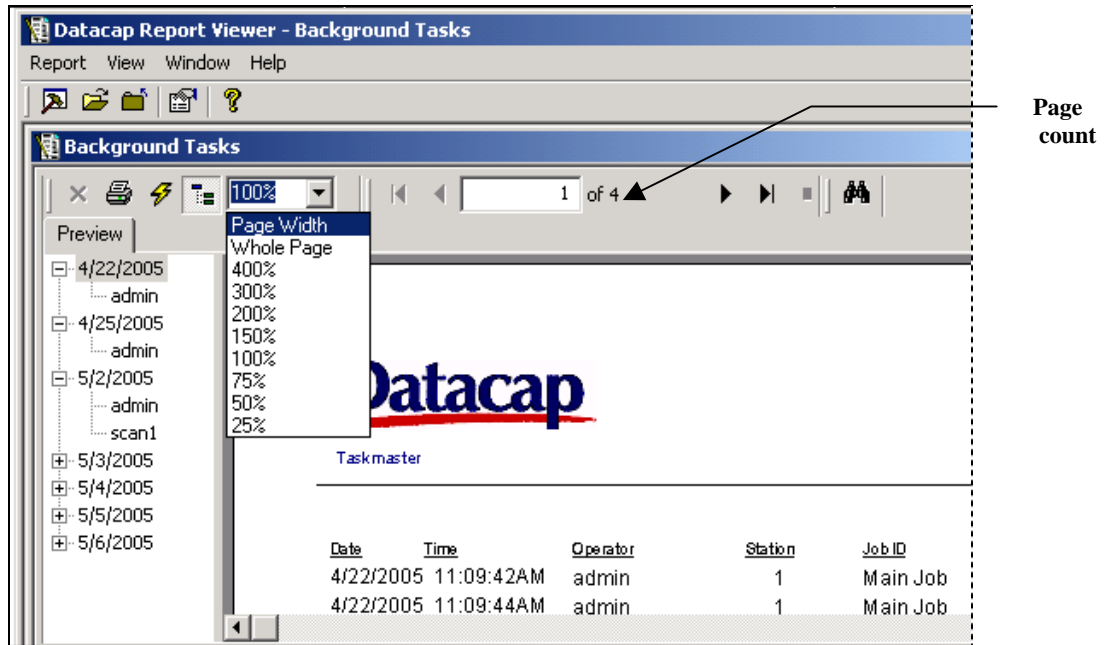 Datacap Report Viewer - Background Tasks
Report View Window Help
Page
count
Background Tasks
100%
1 of 4
Preview
Page Width
Whole Page
400%
300%
200%
150%
100%
75%
50%
25%
4/22/2005
admin
4/25/2005
admin
5/2/2005
admin
scan1
5/3/2005
5/4/2005
5/5/2005
5/6/2005
Datacap
Taskmaster
Date Time Operator Station Job ID
4/22/2005 11:09:42AM admin 1 Main Job
4/22/2005 11:09:44AM admin 1 Main Job